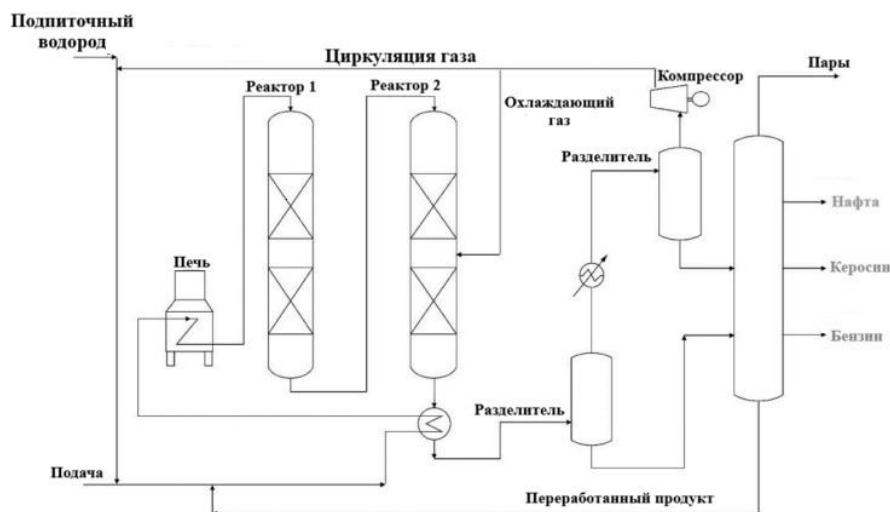 Подпиточный
водород
Циркуляция газа
Пары
Компрессор
Реактор 1
Реактор 2
Охлаждающий
газ
Разделитель
Нафта
Печь
Керосин
Бензин
Разделитель
Подача
Переработанный продукт